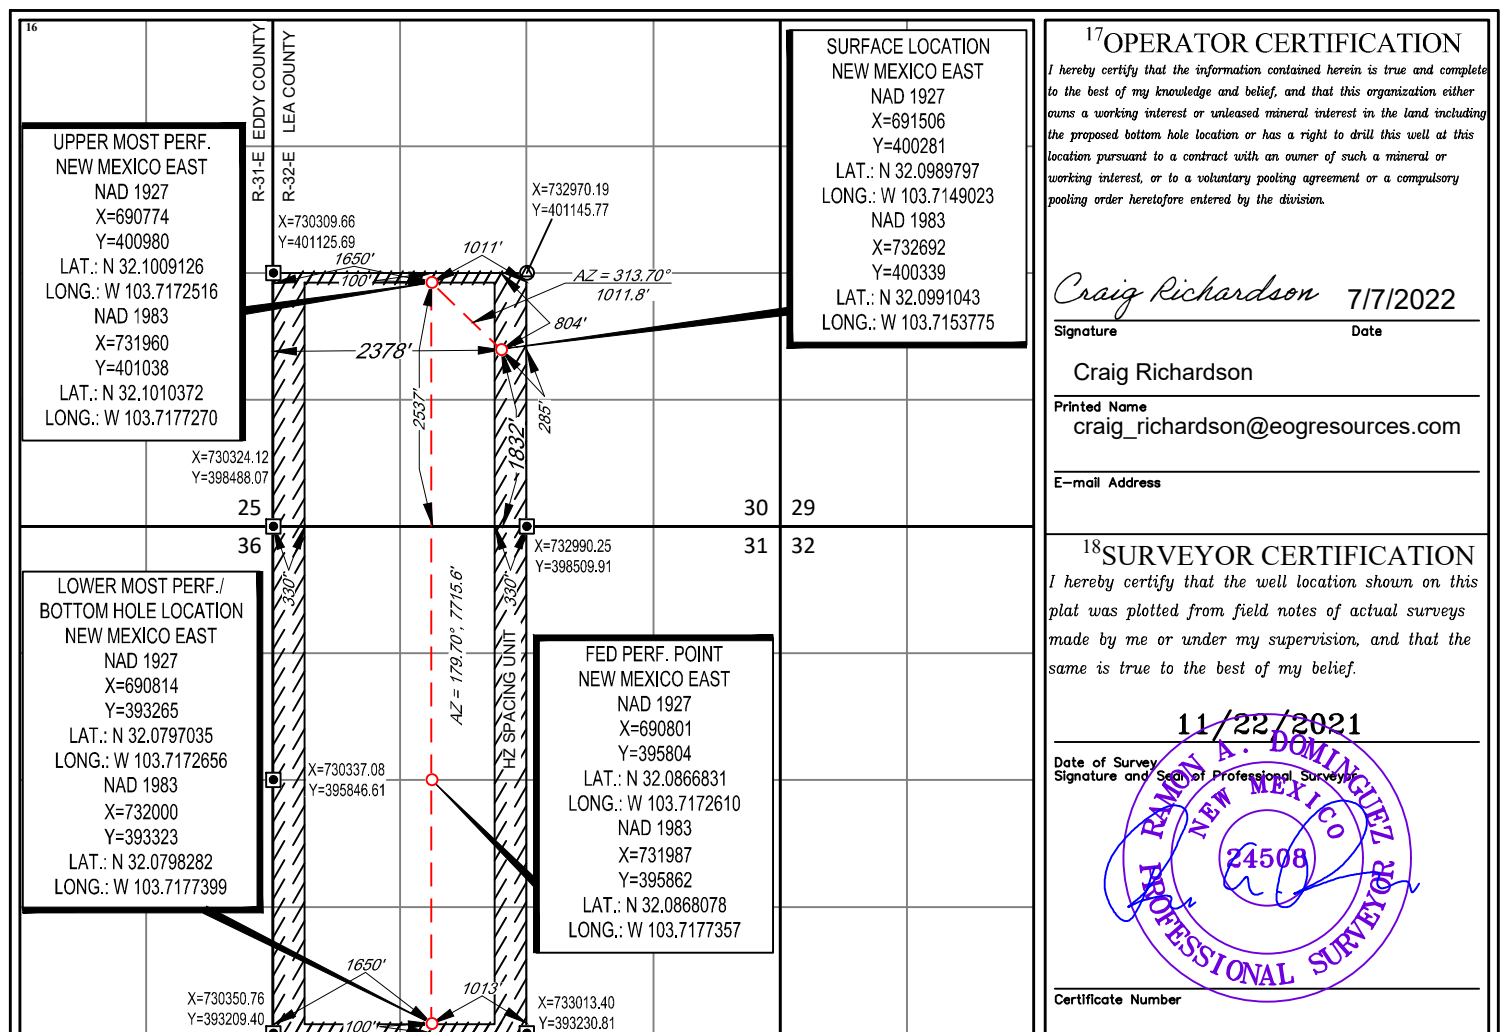 16
R-31-E EDDY COUNTY
R-32-E LEA COUNTY
UPPER MOST PERF.
NEW MEXICO EAST
NAD 1927
X=690774
Y=400980
LAT.: N 32.1009126
LONG.: W 103.7172516
NAD 1983
X=731960
Y=401038
LAT.: N 32.1010372
LONG.: W 103.7177270
SURFACE LOCATION
NEW MEXICO EAST
NAD 1927
X=691506
Y=400281
LAT.: N 32.0989797
LONG.: W 103.7149023
NAD 1983
X=732692
Y=400339
LAT.: N 32.0991043
LONG.: W 103.7153775
X=730309.66
Y=401125.69
X=732970.19
Y=401145.77
1650'
100'
1011'
AZ = 313.70°
1011.8'
804'
2378'
2537'
1832'
285'
X=730324.12
Y=398488.07
25
30
29
36
31
32
X=732990.25
Y=398509.91
330'
330'
AZ = 179.70°, 7715.6'
HZ SPACING UNIT
LOWER MOST PERF./
BOTTOM HOLE LOCATION
NEW MEXICO EAST
NAD 1927
X=690814
Y=393265
LAT.: N 32.0797035
LONG.: W 103.7172656
NAD 1983
X=732000
Y=393323
LAT.: N 32.0798282
LONG.: W 103.7177399
FED PERF. POINT
NEW MEXICO EAST
NAD 1927
X=690801
Y=395804
LAT.: N 32.0866831
LONG.: W 103.7172610
NAD 1983
X=731987
Y=395862
LAT.: N 32.0868078
LONG.: W 103.7177357
X=730337.08
Y=395846.61
1650'
1013'
100'
X=730350.76
Y=393209.40
X=733013.40
Y=393230.81
17OPERATOR CERTIFICATION
I hereby certify that the information contained herein is true and complete
to the best of my knowledge and belief, and that this organization either
owns a working interest or unleased mineral interest in the land including
the proposed bottom hole location or has a right to drill this well at this
location pursuant to a contract with an owner of such a mineral or
working interest, or to a voluntary pooling agreement or a compulsory
pooling order heretofore entered by the division.
Craig Richardson 7/7/2022
Signature Date
Craig Richardson
Printed Name
craig_richardson@eogresources.com
E-mail Address
18SURVEYOR CERTIFICATION
I hereby certify that the well location shown on this
plat was plotted from field notes of actual surveys
made by me or under my supervision, and that the
same is true to the best of my belief.
11/22/2021
Date of Survey
Signature and Seal of Professional Surveyor
RAMON A. DOMINGUEZ
NEW MEXICO
24508
PROFESSIONAL SURVEYOR
Certificate Number